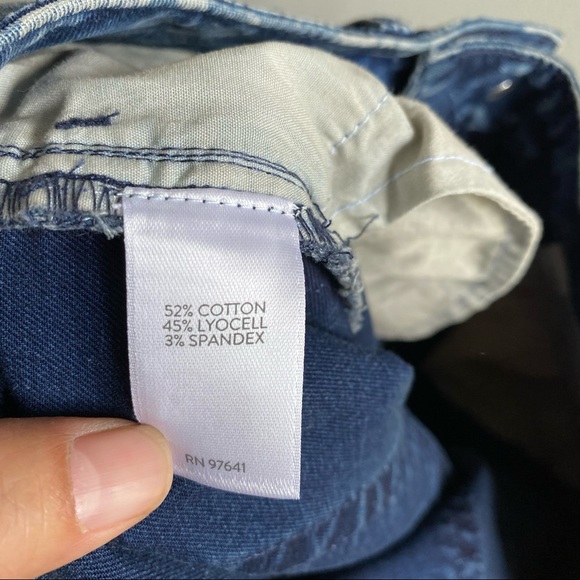 52% COTTON
45% LYOCELL
3% SPANDEX
RN 97641